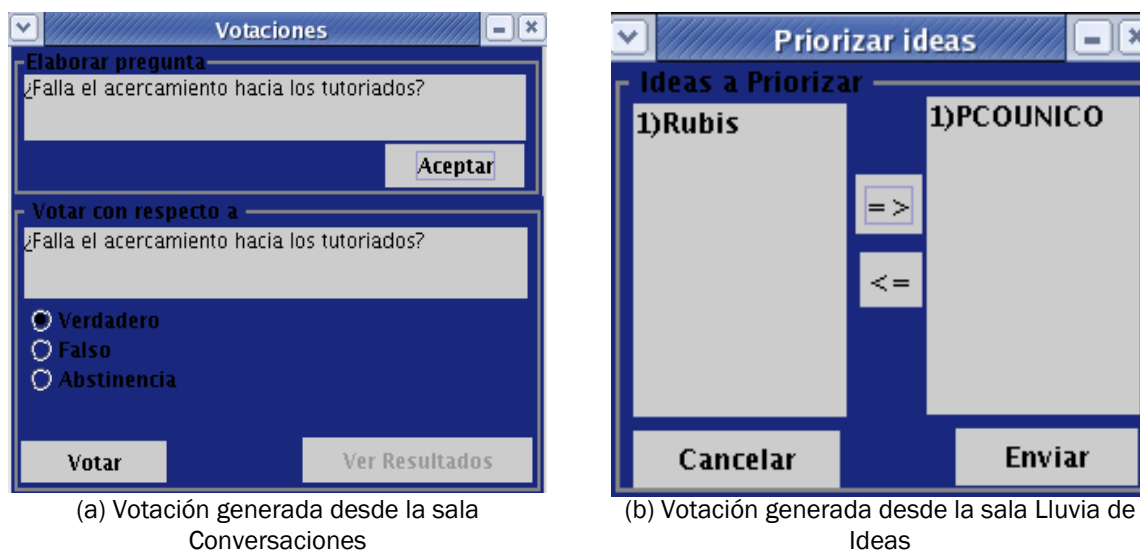 Votaciones
Elaborar pregunta
¿Falla el acercamiento hacia los tutoriados?
Aceptar
Votar con respecto a
¿Falla el acercamiento hacia los tutoriados?
Verdadero
Falso
Abstinencia
Votar
Ver Resultados
(a) Votación generada desde la sala
Conversaciones
Priorizar ideas
Ideas a Priorizar
1)Rubis
1)PCOUNICO
=>
<=
Cancelar
Enviar
(b) Votación generada desde la sala Lluvia de
Ideas